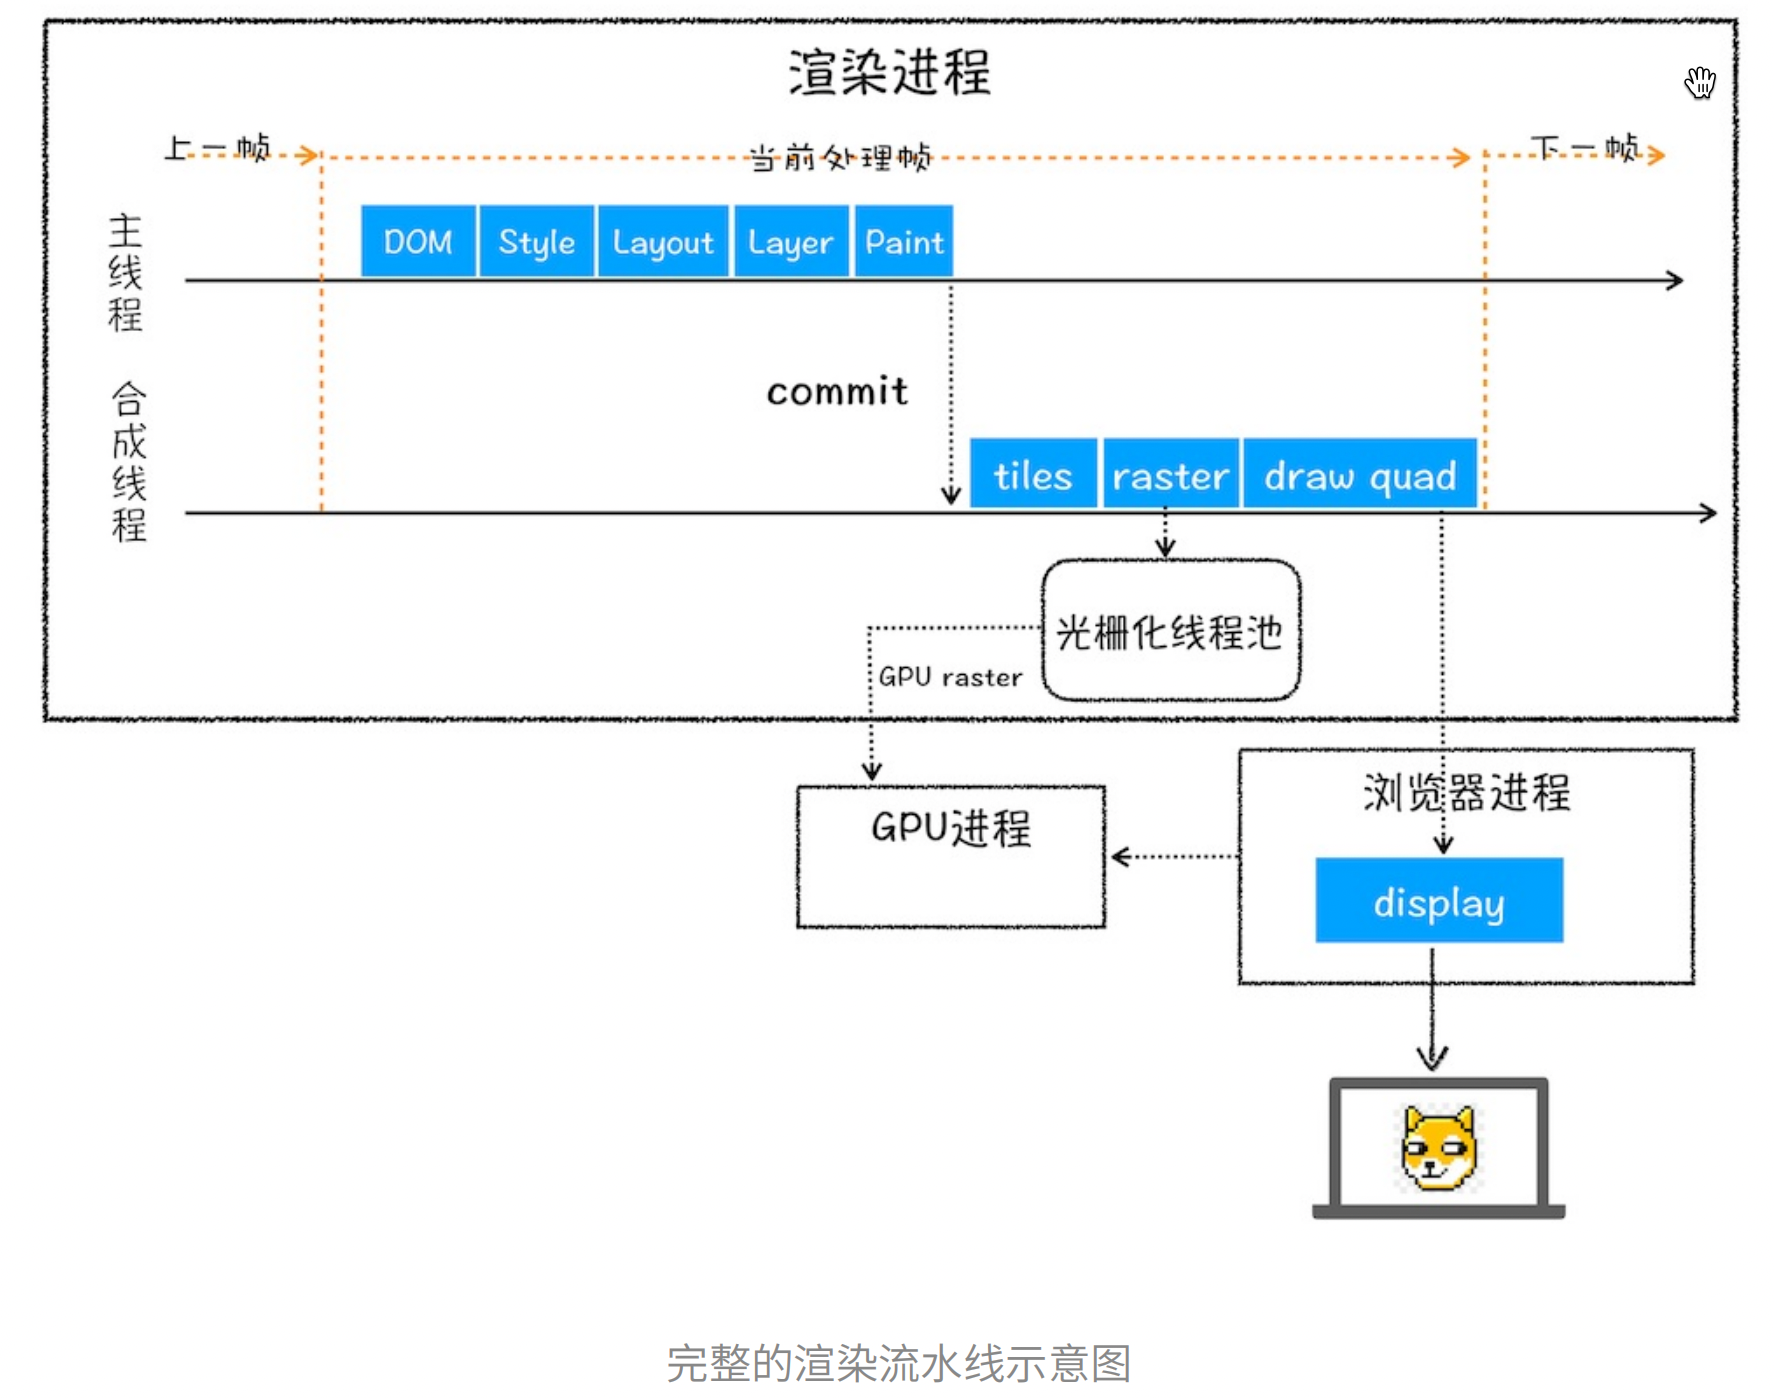 渲染进程
上一帧
当前处理帧
下一帧
主线程
DOM
Style
Layout
Layer
Paint
commit
合成线程
tiles
raster
draw quad
光栅化线程池
GPU raster
GPU进程
浏览器进程
display
完整的渲染流水线示意图